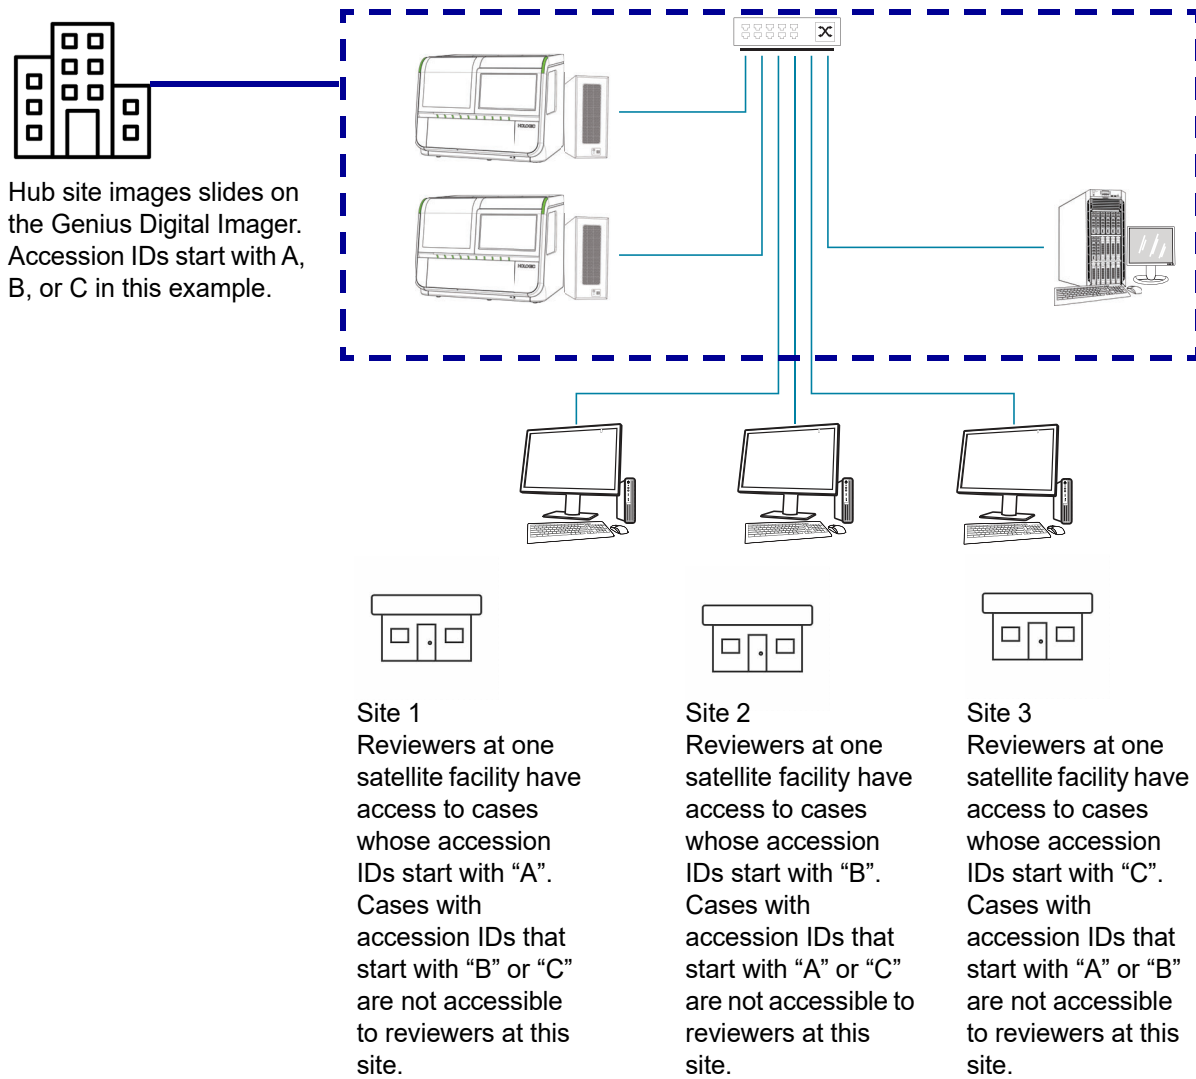 HOLOGIC
HOLOGIC
Hub site images slides on
the Genius Digital Imager.
Accession IDs start with A,
B, or C in this example.
Site 1
Reviewers at one
satellite facility have
access to cases
whose accession
IDs start with “A”.
Cases with
accession IDs that
start with “B” or “C”
are not accessible
to reviewers at this
site.
Site 2
Reviewers at one
satellite facility have
access to cases
whose accession
IDs start with “B”.
Cases with
accession IDs that
start with “A” or “C”
are not accessible to
reviewers at this
site.
Site 3
Reviewers at one
satellite facility have
access to cases
whose accession
IDs start with “C”.
Cases with
accession IDs that
start with “A” or “B”
are not accessible
to reviewers at this
site.